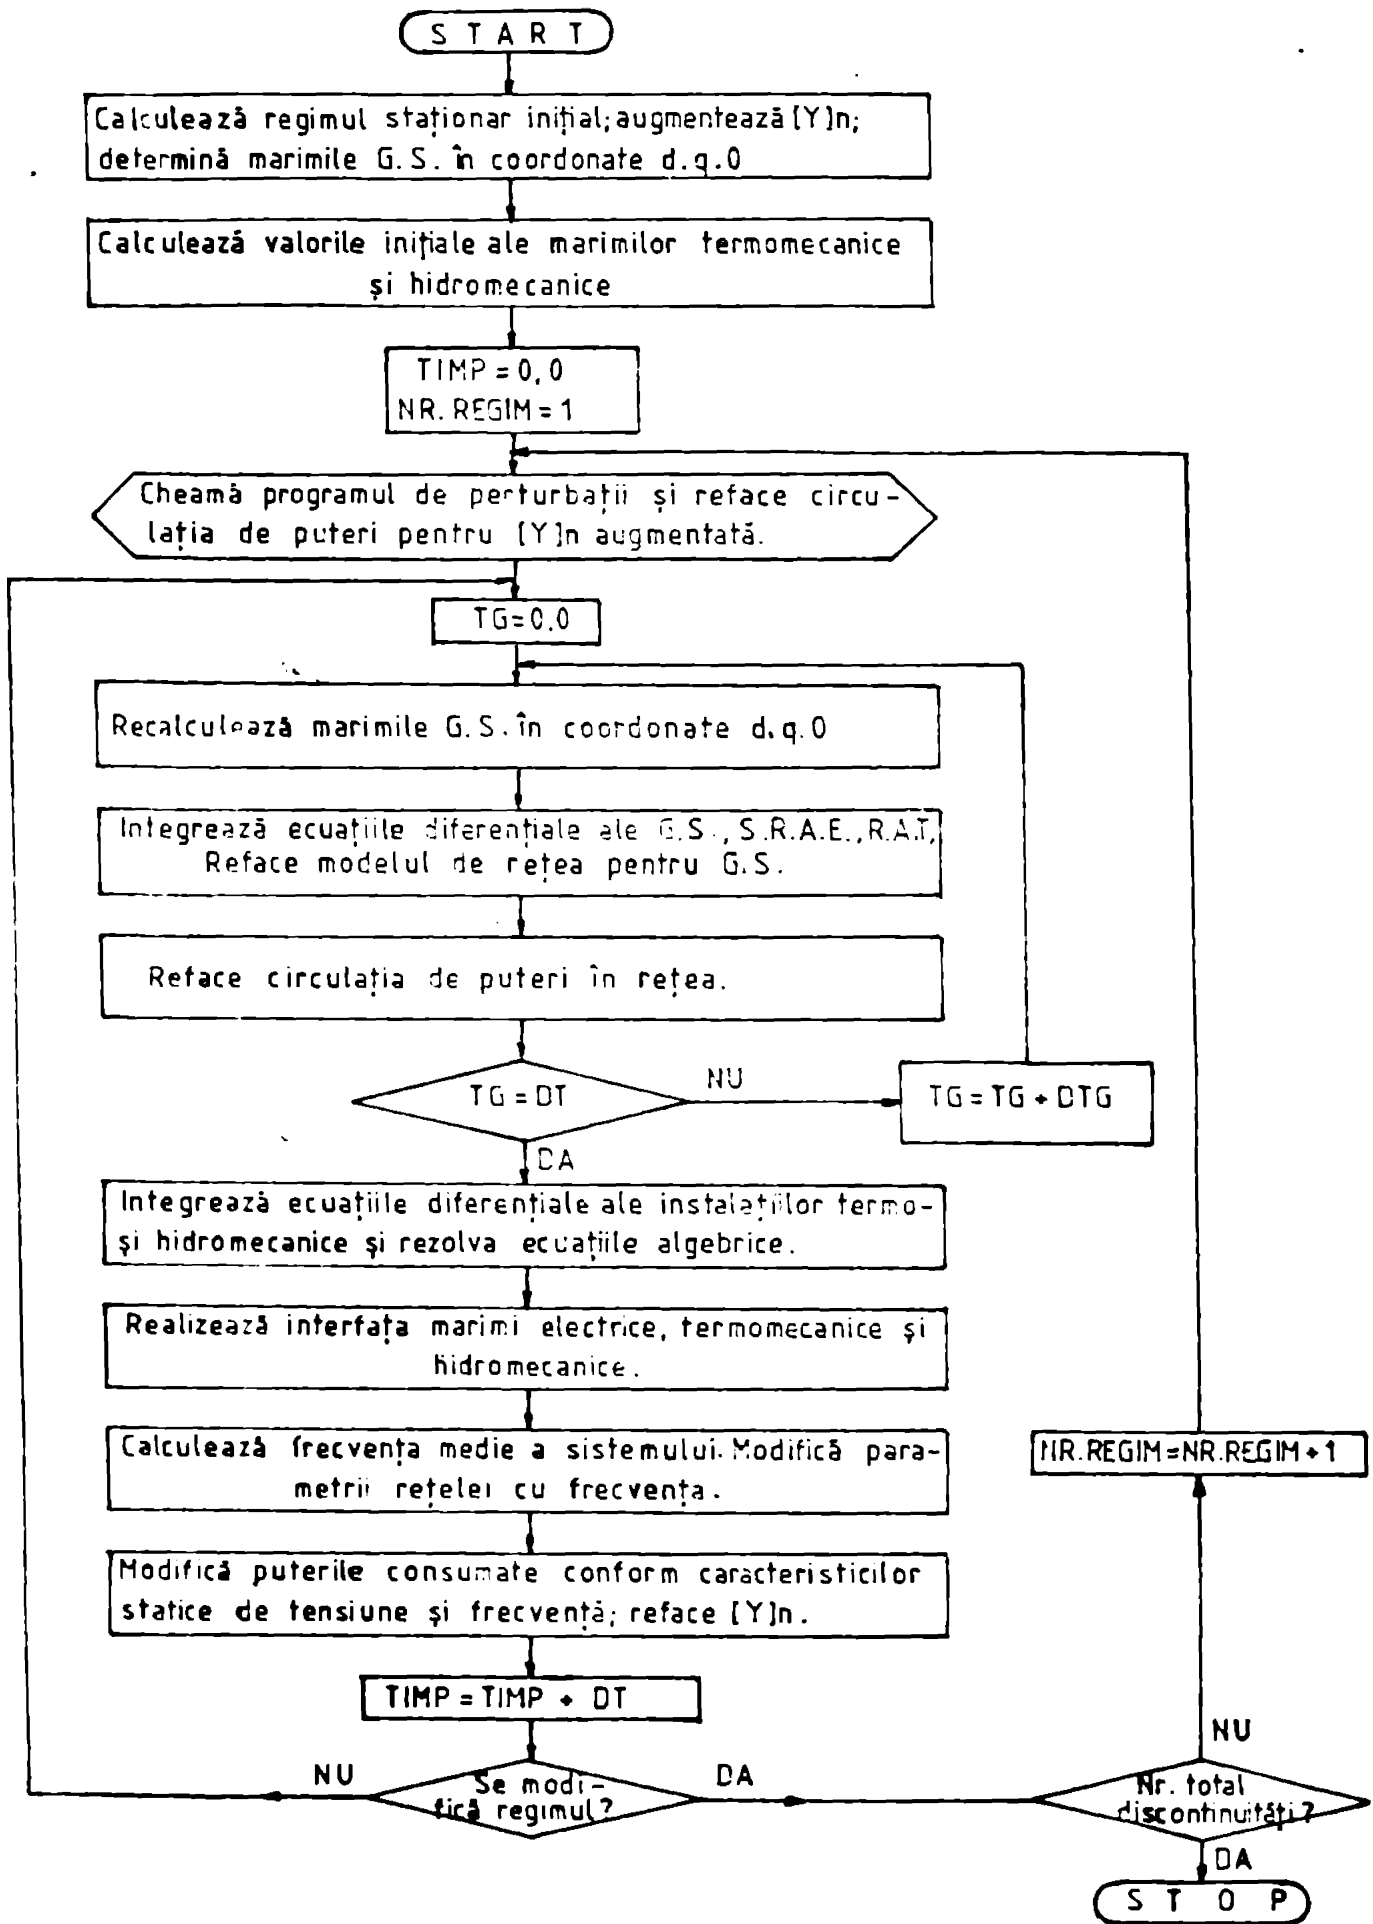 S T A R T
Calculează regimul staționar inițial; augmentează [Y]n;
determină marimile G.S. în coordonate d.q.0
Calculează valorile inițiale ale marimilor termomecanice
și hidromecanice
TIMP = 0,0
NR. REGIM = 1
Cheamă programul de perturbații și reface circu-
lația de puteri pentru [Y]n augmentată.
TG=0.0
Recalculează marimile G.S. în coordonate d.q.0
Integrează ecuațiile diferențiale ale G.S., S.R.A.E., R.A.T,
Reface modelul de rețea pentru G.S.
Reface circulația de puteri în rețea.
TG = DT
NU
TG = TG + DTG
DA
Integrează ecuațiile diferențiale ale instalațiilor termo-
și hidromecanice și rezolva ecuațiile algebrice.
Realizează interfața marimi electrice, termomecanice și
hidromecanice.
Calculează frecvența medie a sistemului. Modifică para-
metrii rețelei cu frecvența.
NR.REGIM=NR.REGIM + 1
Modifică puterile consumate conform caracteristicilor
statice de tensiune și frecvență; reface [Y]n.
TIMP = TIMP + DT
NU
NU
Se modi-
fică regimul?
DA
Nr. total
discontinuități?
DA
S T O P